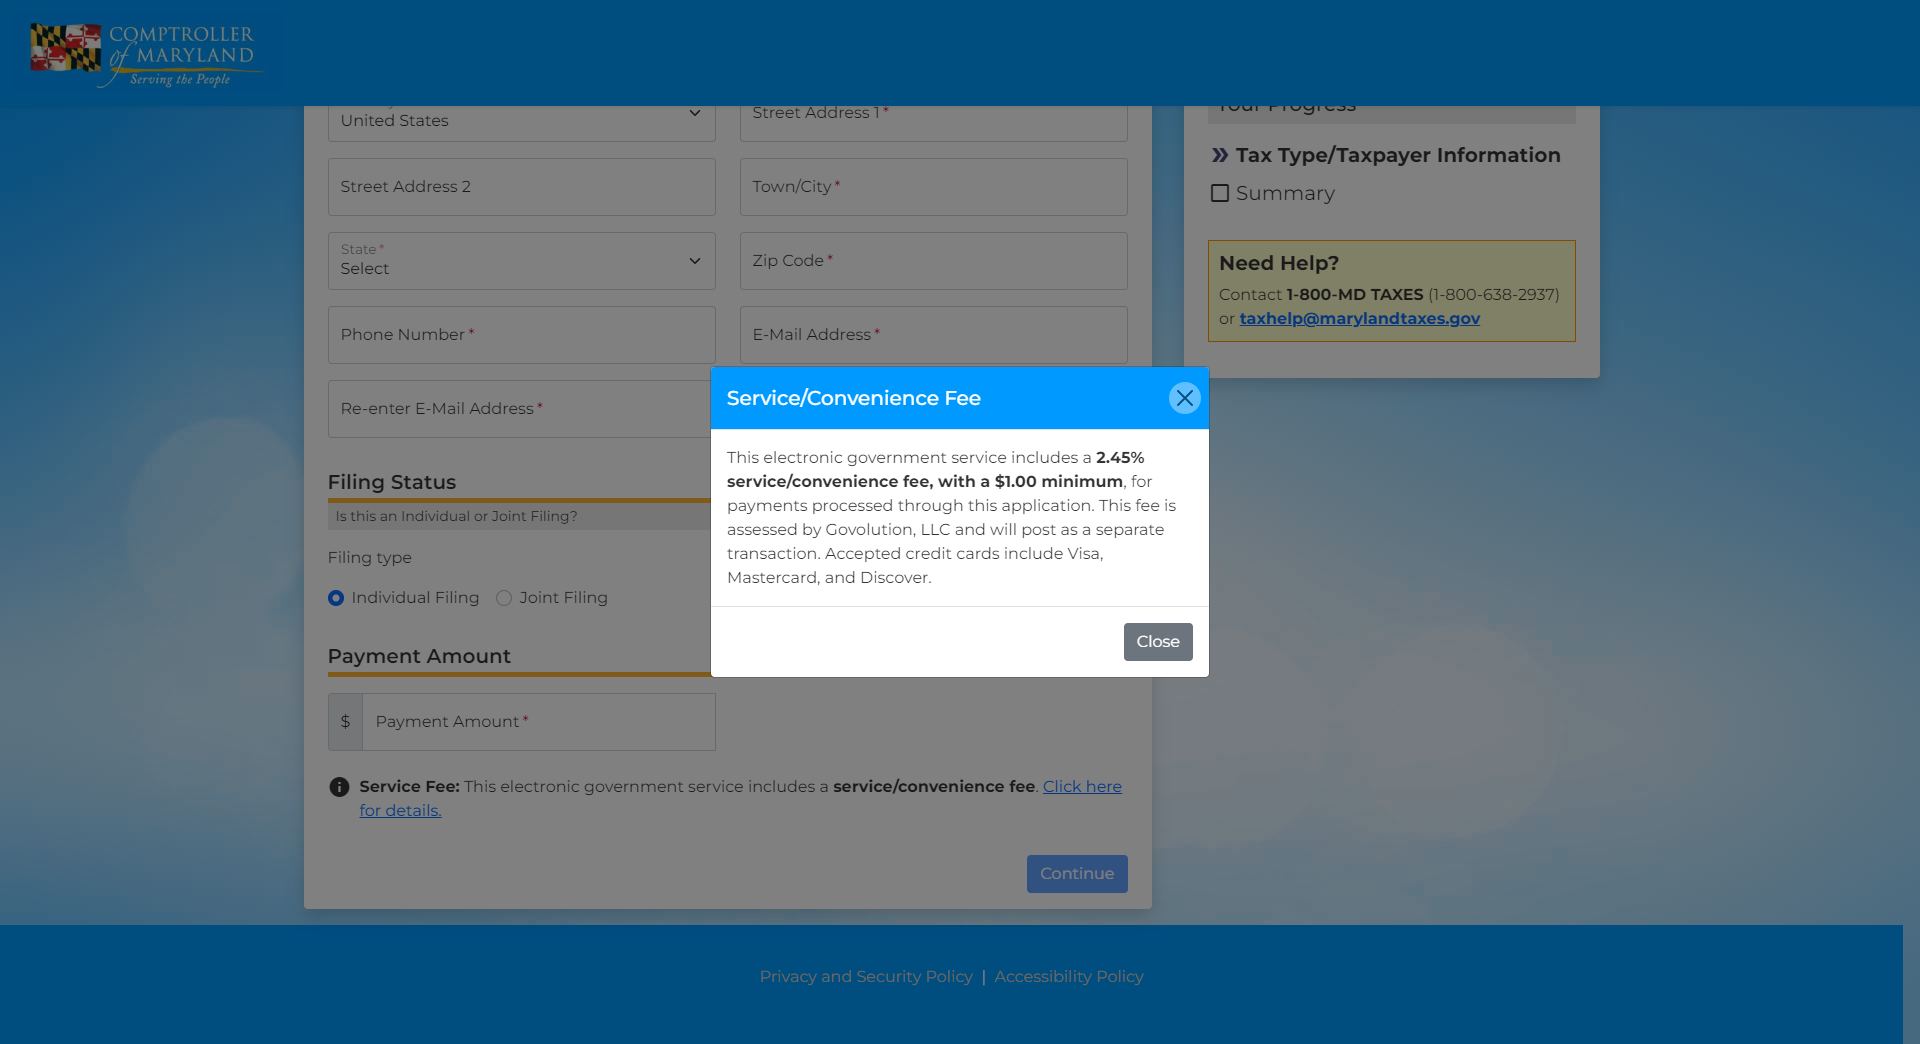 COMPTROLLER
of MARYLAND
Serving the People
United States
Street Address 1 *
Street Address 2
Town/City *
State *
Select
Zip Code *
Phone Number *
E-Mail Address *
Re-enter E-Mail Address *
Filing Status
Is this an Individual or Joint Filing?
Filing type
Individual Filing
Joint Filing
Payment Amount
$
Payment Amount *
Service Fee: This electronic government service includes a service/convenience fee. Click here
for details.
Continue
Your Progress
Tax Type/Taxpayer Information
Summary
Need Help?
Contact 1-800-MD TAXES (1-800-638-2937)
or taxhelp@marylandtaxes.gov
Service/Convenience Fee
This electronic government service includes a 2.45%
service/convenience fee, with a $1.00 minimum, for
payments processed through this application. This fee is
assessed by Govolution, LLC and will post as a separate
transaction. Accepted credit cards include Visa,
Mastercard, and Discover.
Close
Privacy and Security Policy | Accessibility Policy